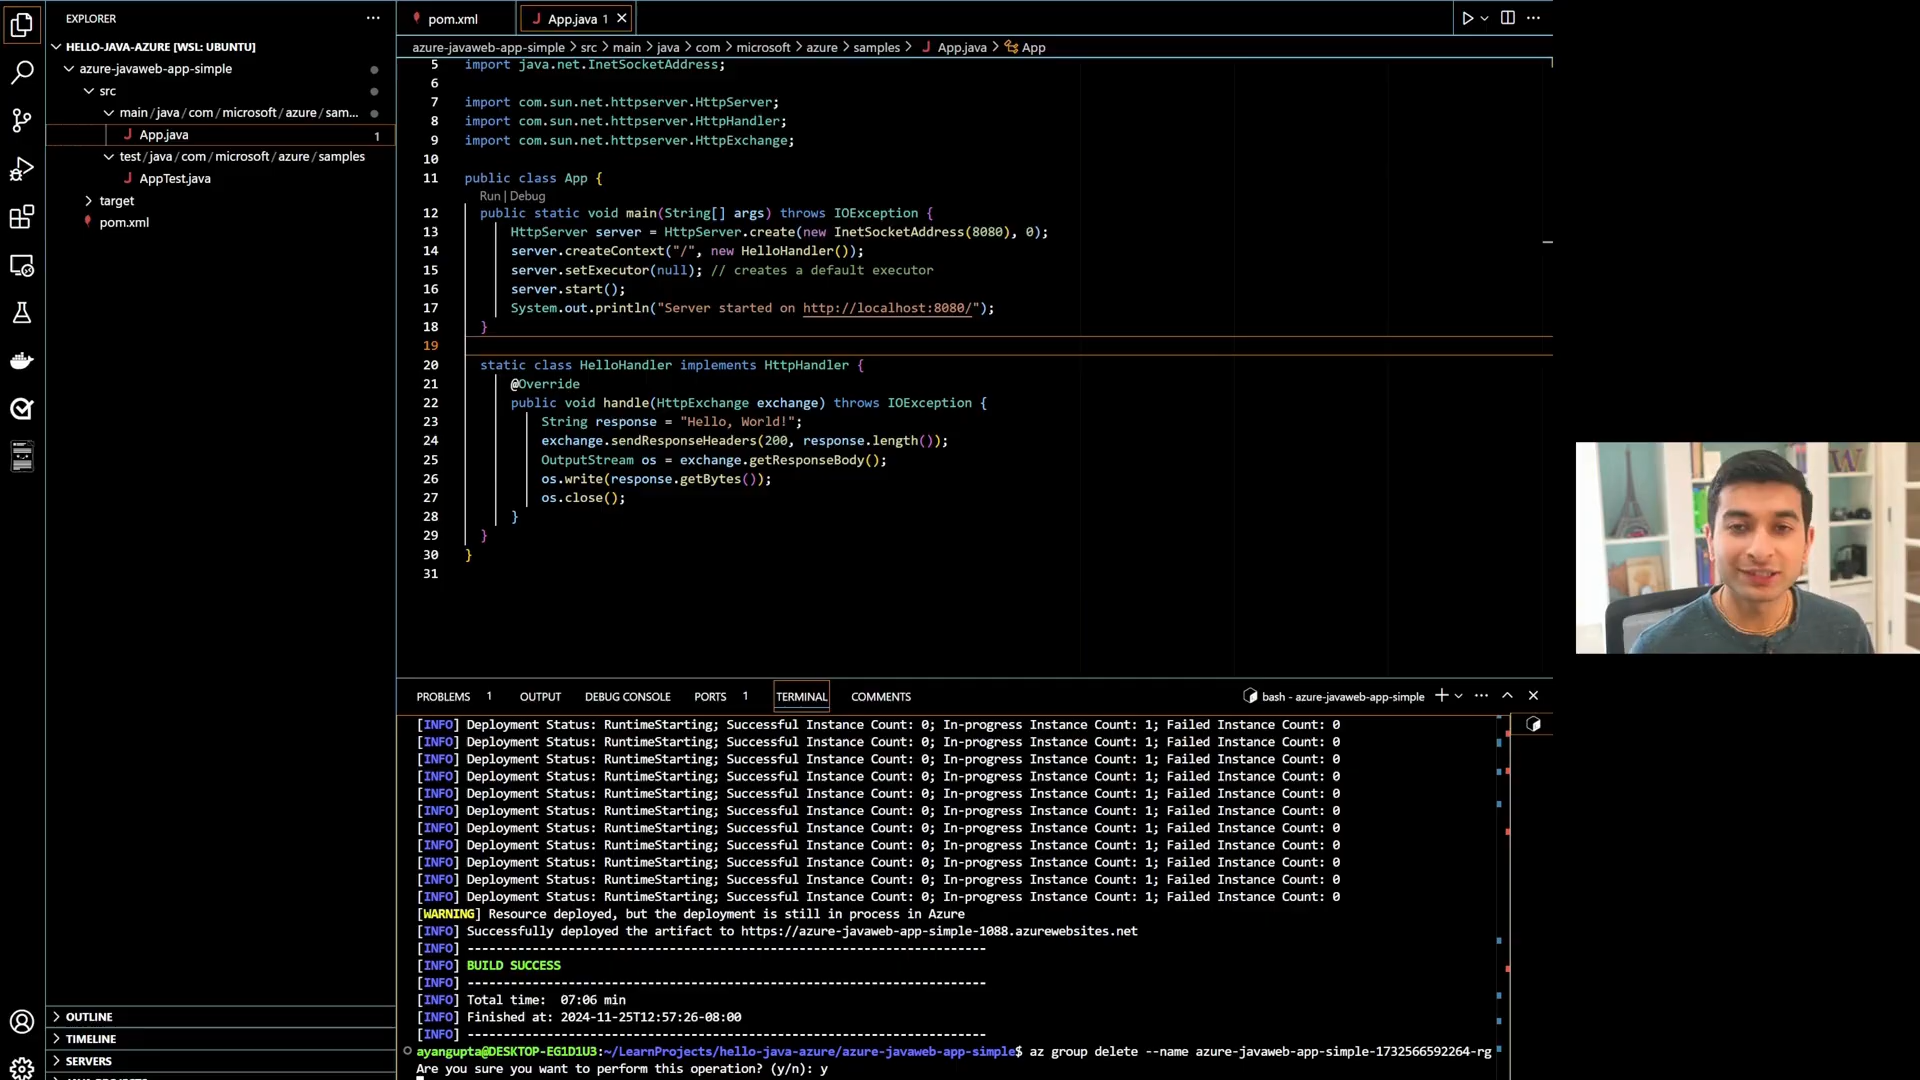 EXPLORER
HELLO-JAVA-AZURE [WSL: UBUNTU]
azure-javaweb-app-simple
src
main/java/com/microsoft/azure/sam...
App.java 1
test/java/com/microsoft/azure/samples
AppTest.java
target
pom.xml
OUTLINE
TIMELINE
SERVERS
pom.xml
App.java 1
azure-javaweb-app-simple > src > main > java > com > microsoft > azure > samples > App.java > App
5 import java.net.InetSocketAddress;
6
7 import com.sun.net.httpserver.HttpServer;
8 import com.sun.net.httpserver.HttpHandler;
9 import com.sun.net.httpserver.HttpExchange;
10
11 public class App {
Run | Debug
12 public static void main(String[] args) throws IOException {
13 HttpServer server = HttpServer.create(new InetSocketAddress(8080), 0);
14 server.createContext("/", new HelloHandler());
15 server.setExecutor(null); // creates a default executor
16 server.start();
17 System.out.println("Server started on http://localhost:8080/");
18 }
19
20 static class HelloHandler implements HttpHandler {
21 @Override
22 public void handle(HttpExchange exchange) throws IOException {
23 String response = "Hello, World!";
24 exchange.sendResponseHeaders(200, response.length());
25 OutputStream os = exchange.getResponseBody();
26 os.write(response.getBytes());
27 os.close();
28 }
29 }
30 }
31
PROBLEMS 1 OUTPUT DEBUG CONSOLE PORTS 1 TERMINAL COMMENTS bash - azure-javaweb-app-simple
[INFO] Deployment Status: RuntimeStarting; Successful Instance Count: 0; In-progress Instance Count: 1; Failed Instance Count: 0
[INFO] Deployment Status: RuntimeStarting; Successful Instance Count: 0; In-progress Instance Count: 1; Failed Instance Count: 0
[INFO] Deployment Status: RuntimeStarting; Successful Instance Count: 0; In-progress Instance Count: 1; Failed Instance Count: 0
[INFO] Deployment Status: RuntimeStarting; Successful Instance Count: 0; In-progress Instance Count: 1; Failed Instance Count: 0
[INFO] Deployment Status: RuntimeStarting; Successful Instance Count: 0; In-progress Instance Count: 1; Failed Instance Count: 0
[INFO] Deployment Status: RuntimeStarting; Successful Instance Count: 0; In-progress Instance Count: 1; Failed Instance Count: 0
[INFO] Deployment Status: RuntimeStarting; Successful Instance Count: 0; In-progress Instance Count: 1; Failed Instance Count: 0
[INFO] Deployment Status: RuntimeStarting; Successful Instance Count: 0; In-progress Instance Count: 1; Failed Instance Count: 0
[INFO] Deployment Status: RuntimeStarting; Successful Instance Count: 0; In-progress Instance Count: 1; Failed Instance Count: 0
[INFO] Deployment Status: RuntimeStarting; Successful Instance Count: 0; In-progress Instance Count: 1; Failed Instance Count: 0
[INFO] Deployment Status: RuntimeStarting; Successful Instance Count: 0; In-progress Instance Count: 1; Failed Instance Count: 0
[WARNING] Resource deployed, but the deployment is still in process in Azure
[INFO] Successfully deployed the artifact to https://azure-javaweb-app-simple-1088.azurewebsites.net
[INFO] ------------------------------------------------------------------------
[INFO] BUILD SUCCESS
[INFO] ------------------------------------------------------------------------
[INFO] Total time:  07:06 min
[INFO] Finished at: 2024-11-25T12:57:26-08:00
[INFO] ------------------------------------------------------------------------
ayangupta@DESKTOP-EG1D1U3:~/LearnProjects/hello-java-azure/azure-javaweb-app-simple$ az group delete --name azure-javaweb-app-simple-1732566592264-rg
Are you sure you want to perform this operation? (y/n): y